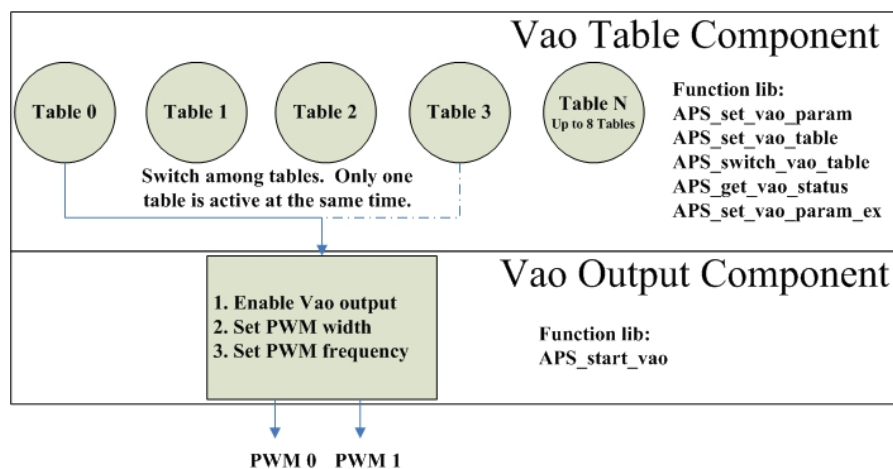 Vao Table Component
Table 0
Table 1
Table 2
Table 3
Table N
Up to 8 Tables
Function lib:
APS_set_vao_param
APS_set_vao_table
APS_switch_vao_table
APS_get_vao_status
APS_set_vao_param_ex
Switch among tables. Only one
table is active at the same time.
Vao Output Component
1. Enable Vao output
2. Set PWM width
3. Set PWM frequency
Function lib:
APS_start_vao
PWM 0 PWM 1